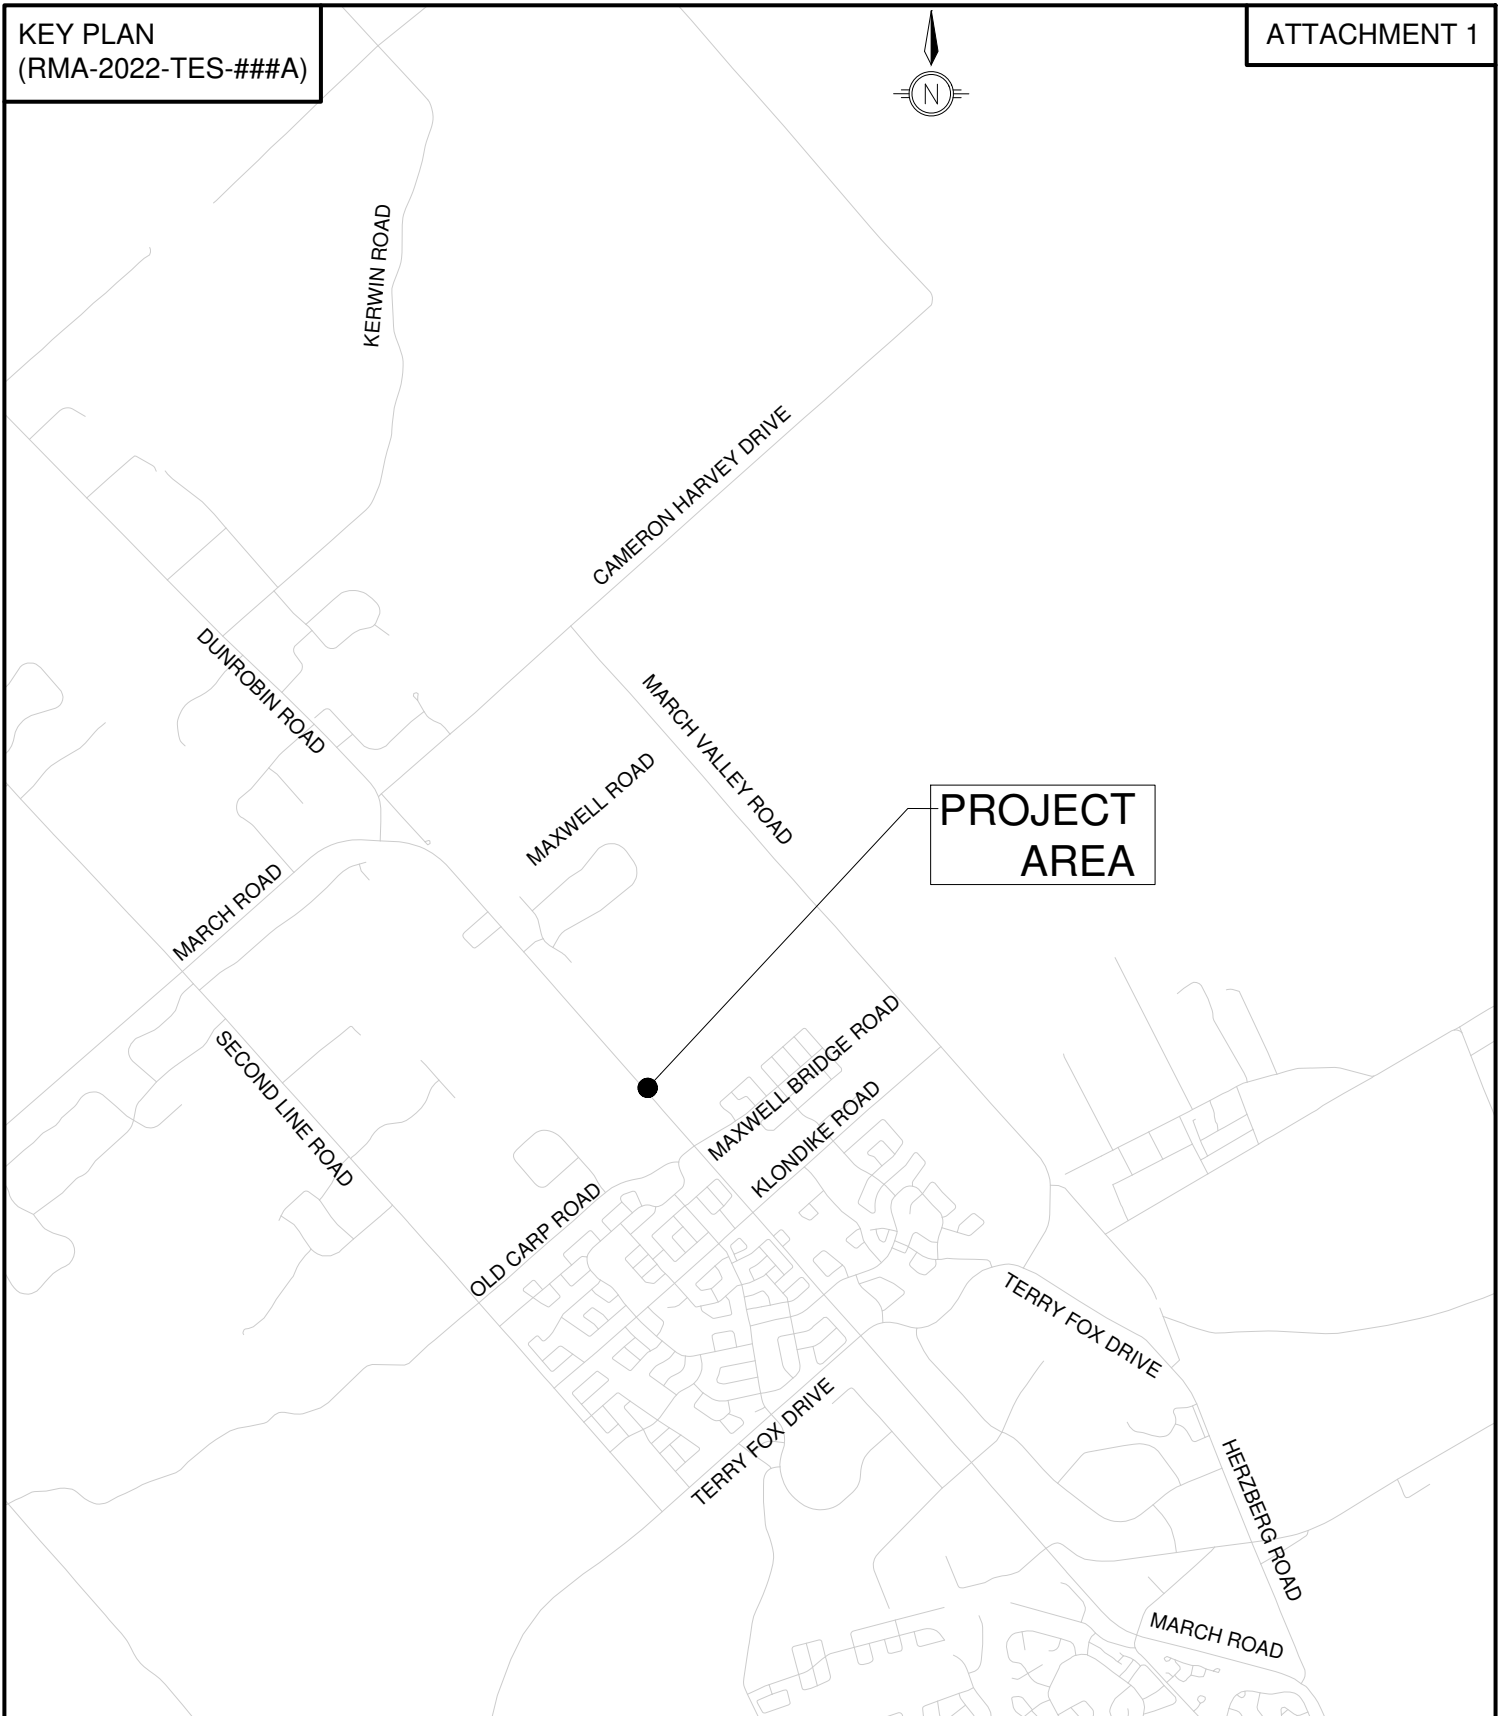 KEY PLAN
(RMA-2022-TES-###A)
ATTACHMENT 1
N
KERWIN ROAD
CAMERON HARVEY DRIVE
DUNROBIN ROAD
MARCH VALLEY ROAD
MAXWELL ROAD
PROJECT
AREA
MARCH ROAD
SECOND LINE ROAD
MAXWELL BRIDGE ROAD
KLONDIKE ROAD
OLD CARP ROAD
TERRY FOX DRIVE
TERRY FOX DRIVE
HERZBERG ROAD
MARCH ROAD